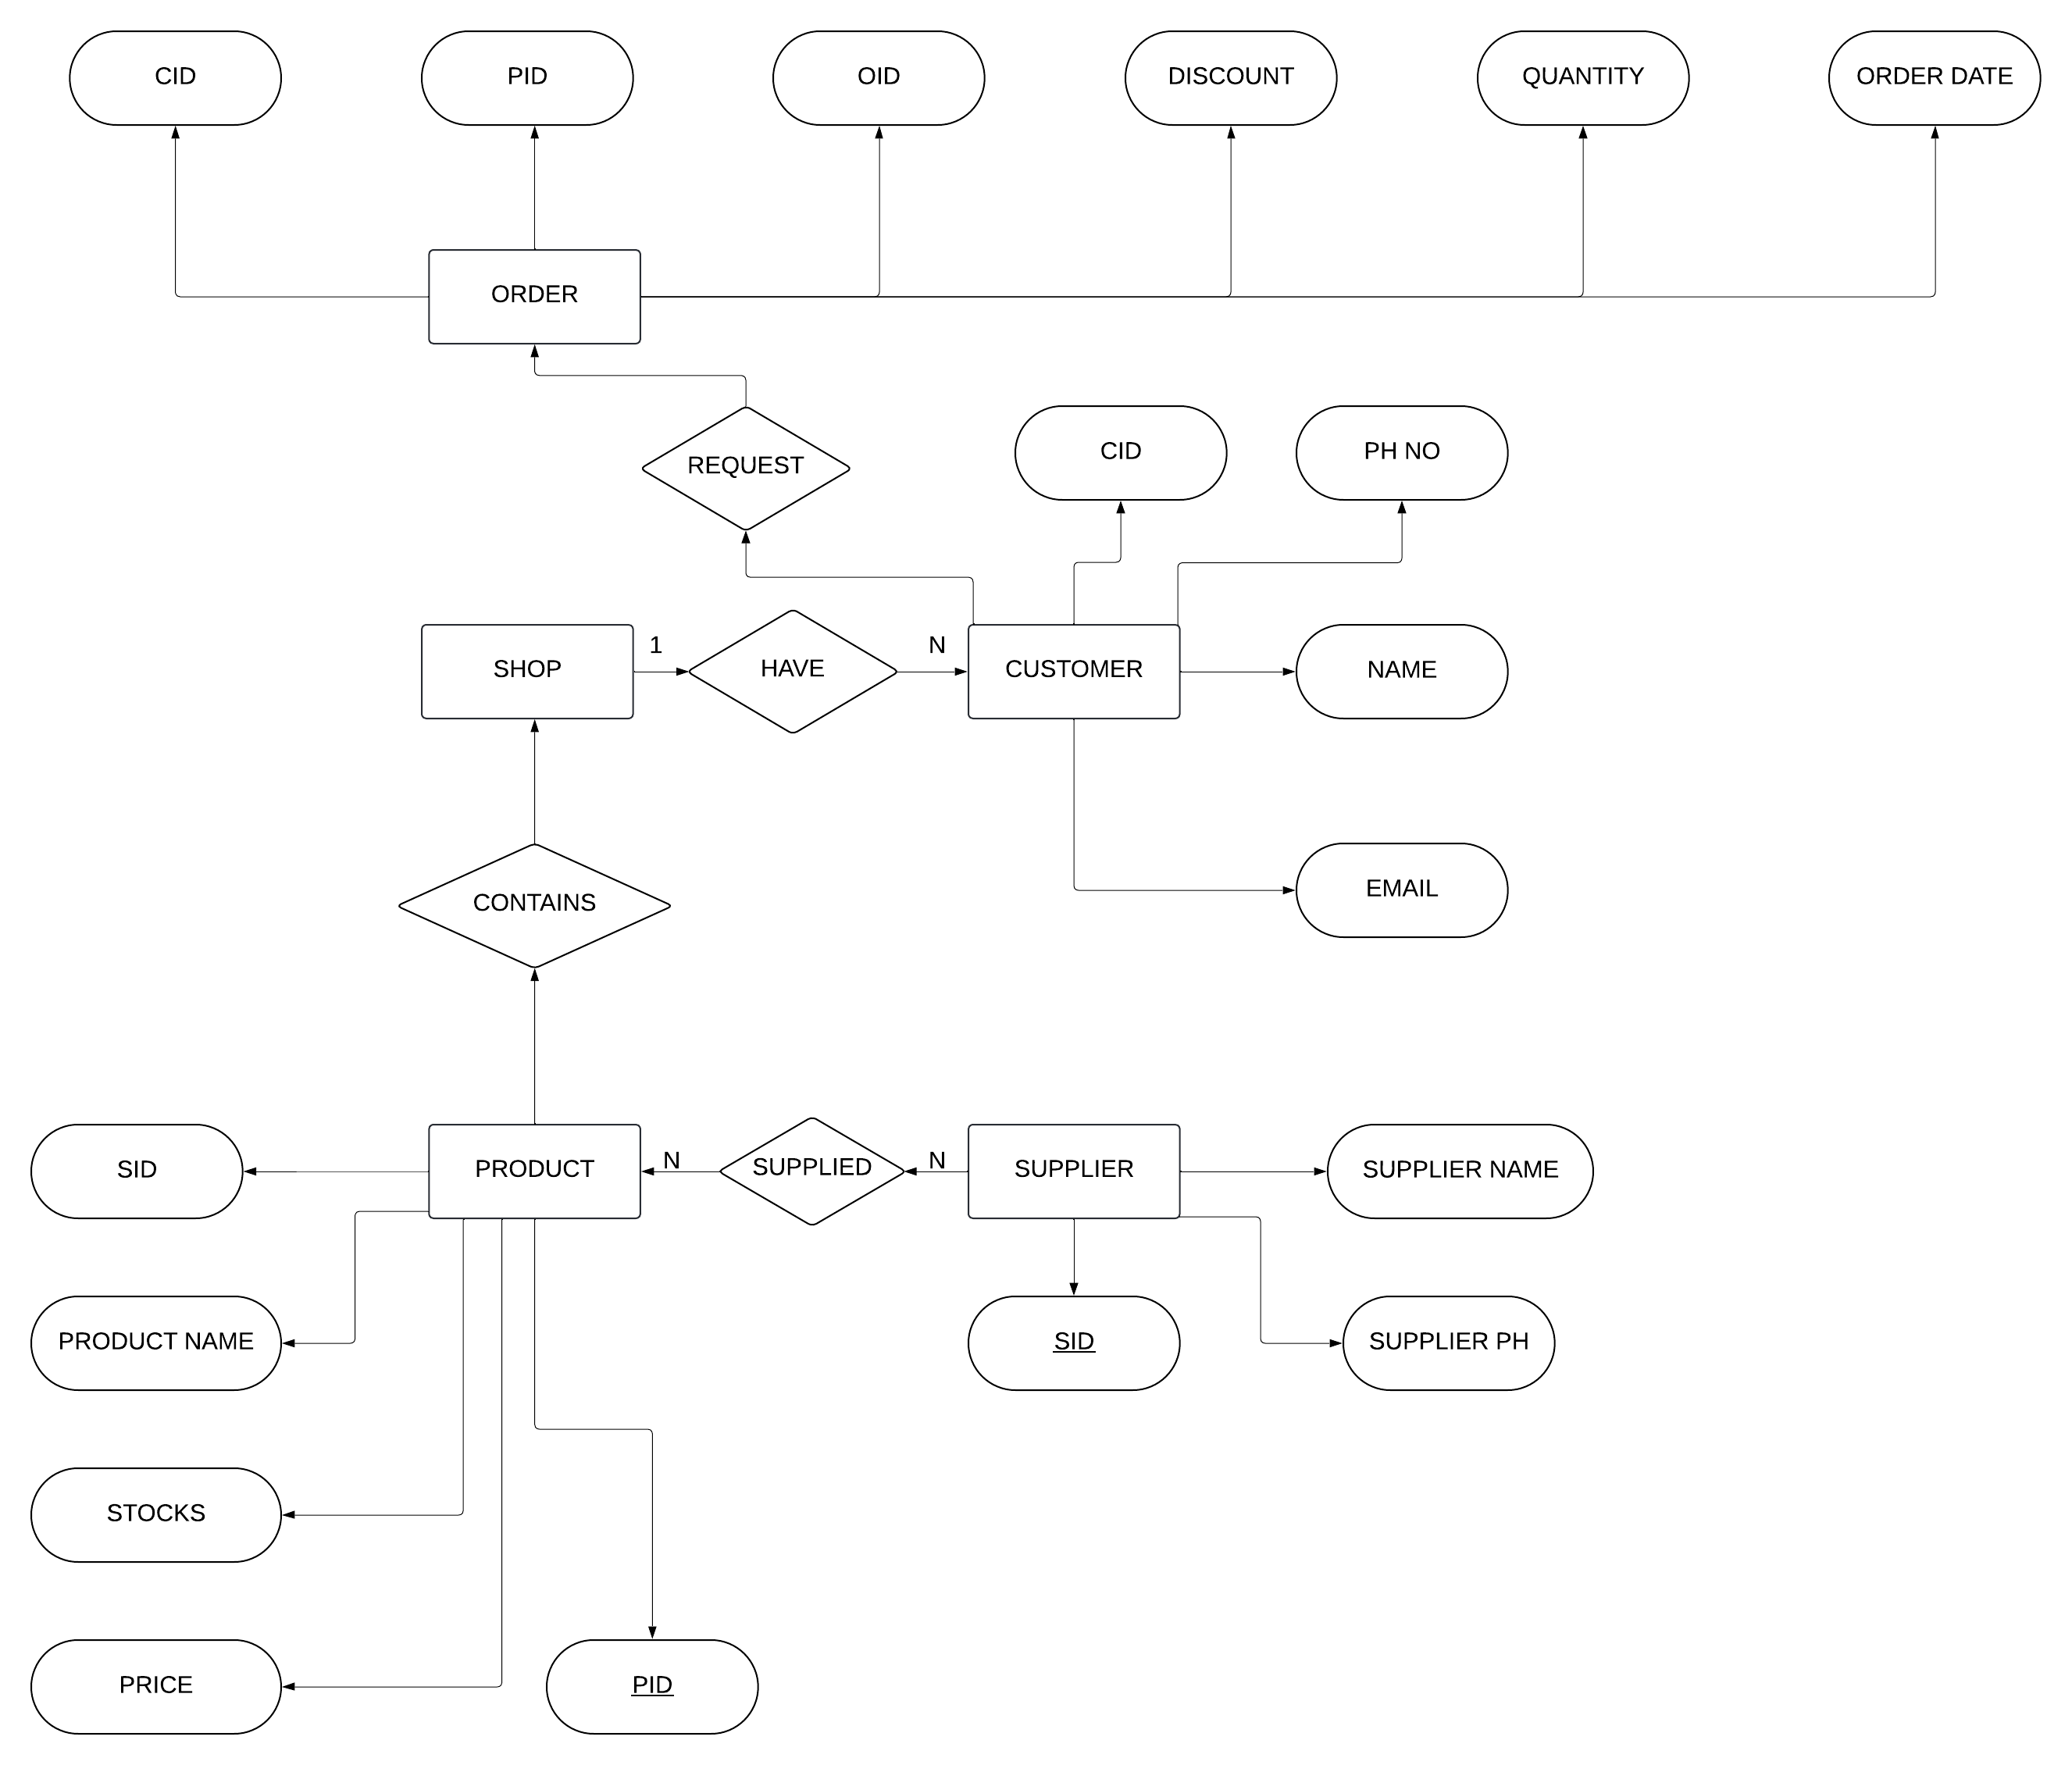 CID
PID
OID
DISCOUNT
QUANTITY
ORDER DATE
ORDER
REQUEST
CID
PH NO
SHOP
1
HAVE
N
CUSTOMER
NAME
CONTAINS
EMAIL
SID
PRODUCT
N
SUPPLIED
N
SUPPLIER
SUPPLIER NAME
PRODUCT NAME
SID
SUPPLIER PH
STOCKS
PRICE
PID